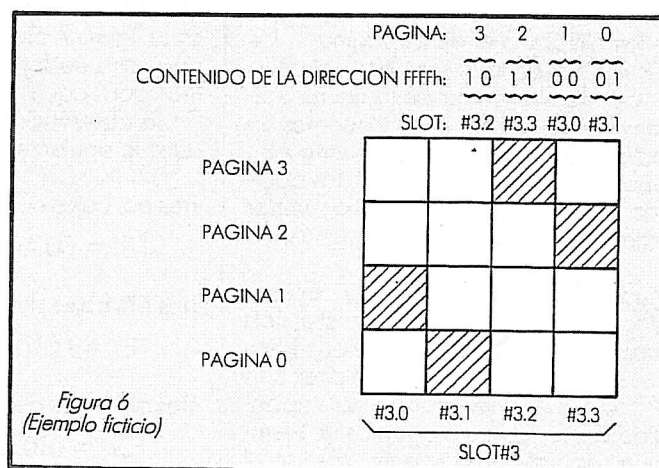 PAGINA: 3 2 1 0
CONTENIDO DE LA DIRECCION FFFFh: 10 11 00 01
SLOT: #3.2 #3.3 #3.0 #3.1
PAGINA 3
PAGINA 2
PAGINA 1
PAGINA 0
#3.0 #3.1 #3.2 #3.3
SLOT#3
Figura 6
(Ejemplo ficticio)